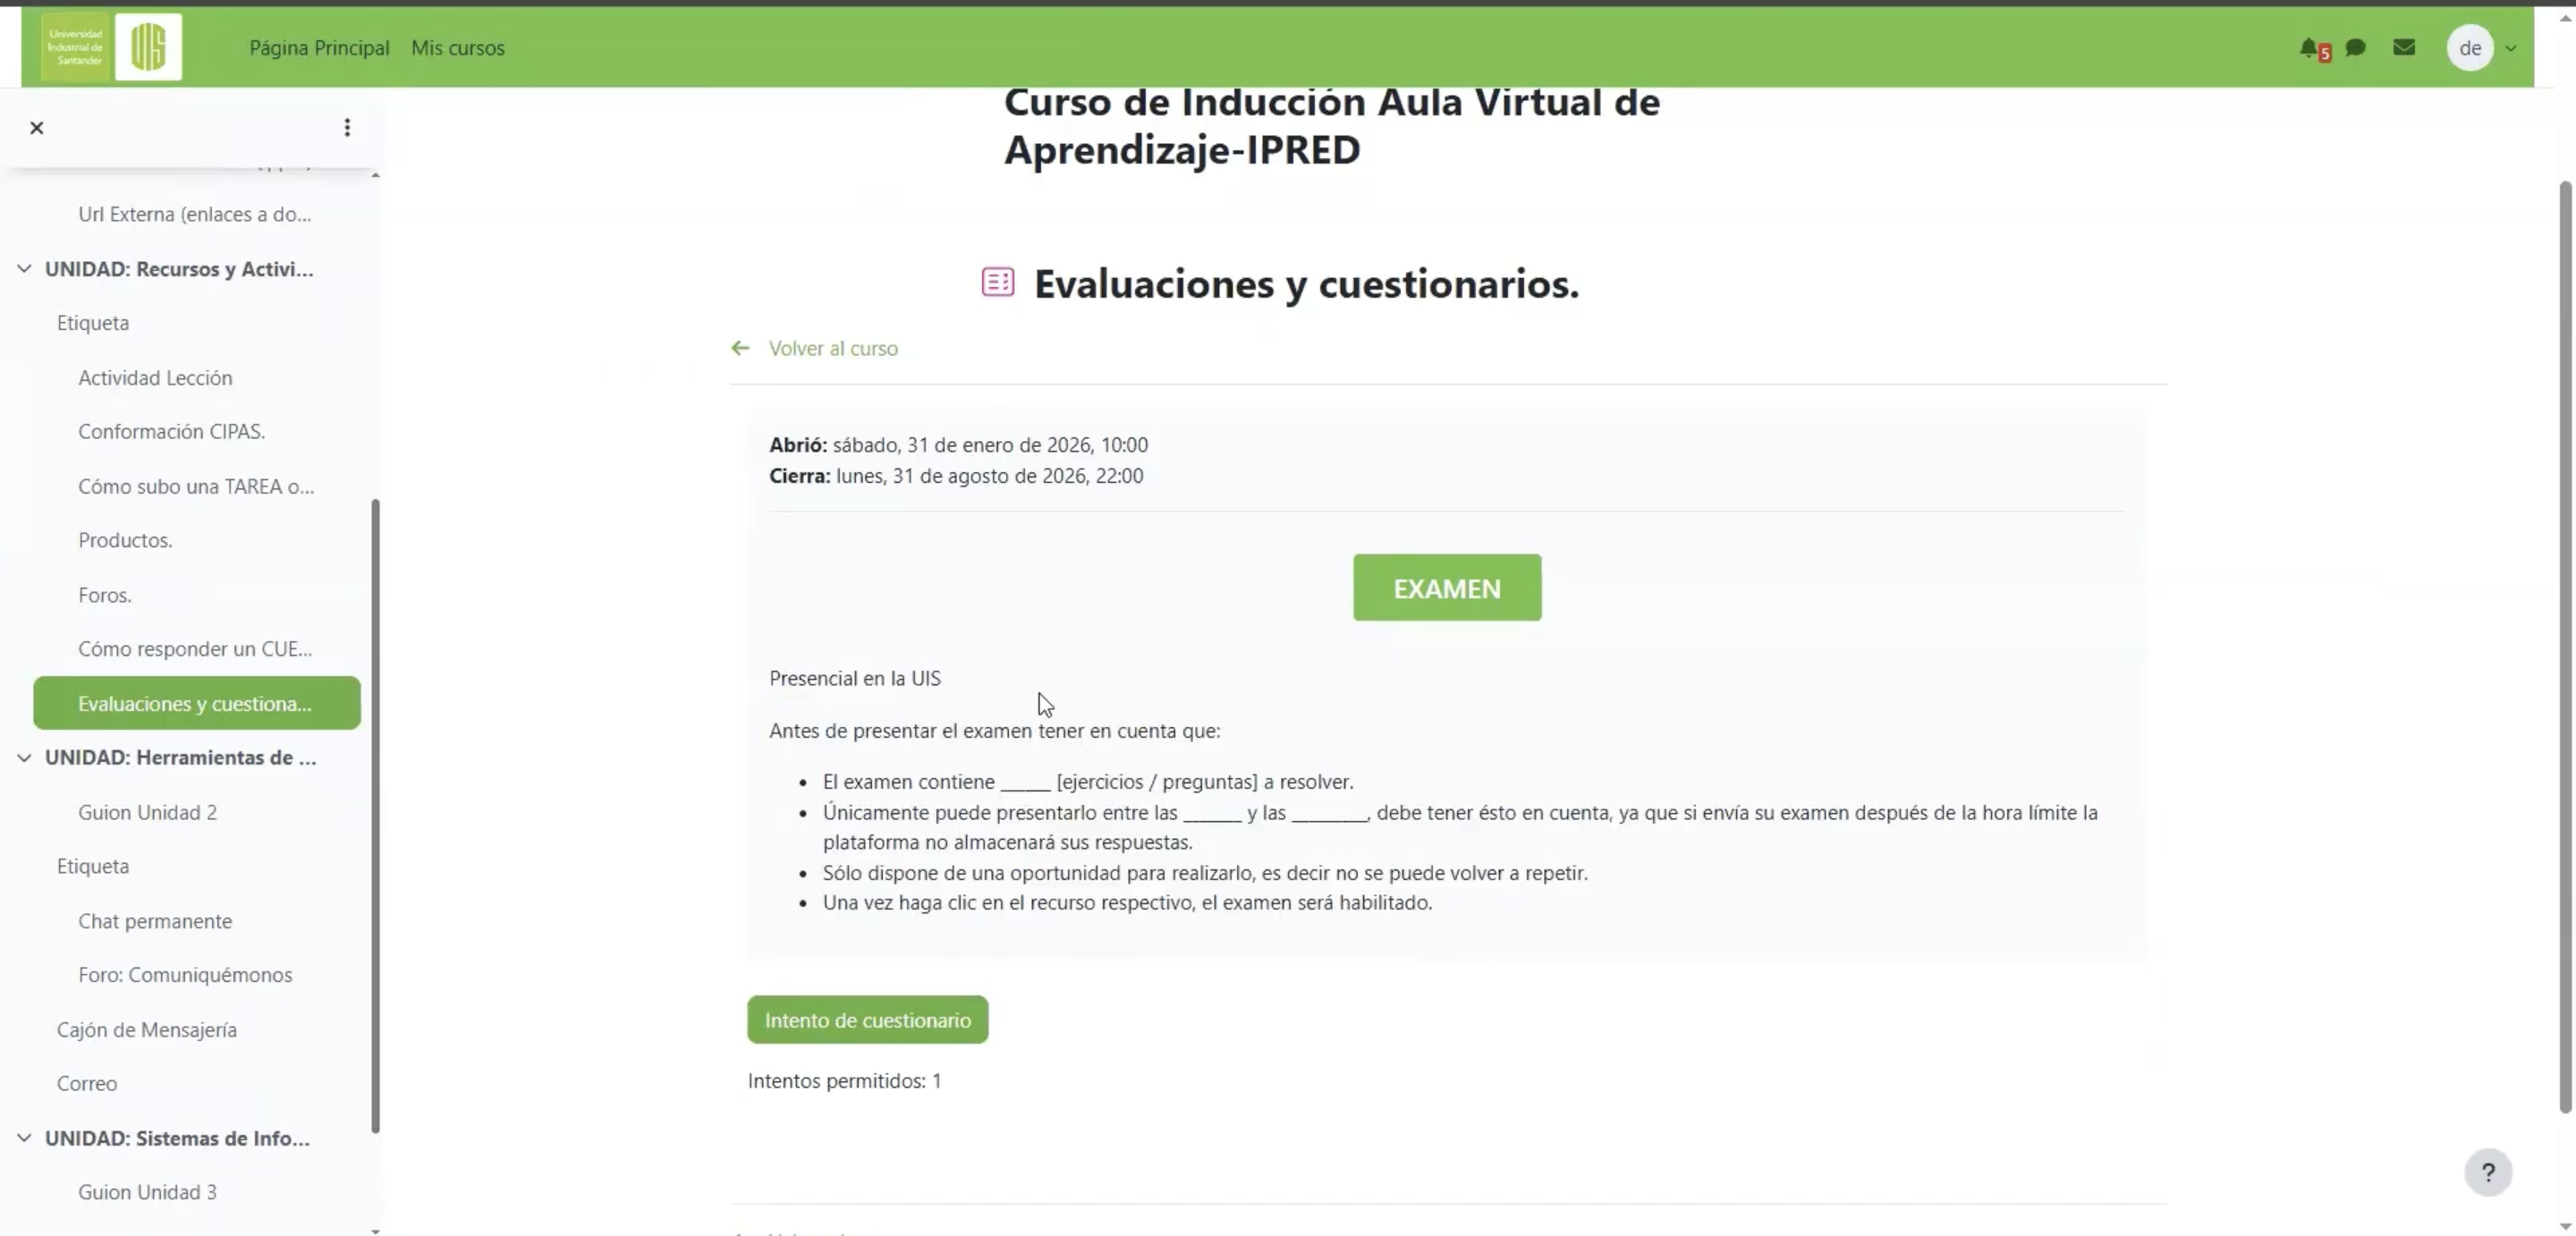 Universidad
Industrial de
Santander
UIS
Página Principal
Mis cursos
5
de
Curso de Inducción Aula Virtual de
Aprendizaje-IPRED
Url Externa (enlaces a do...
UNIDAD: Recursos y Activi...
Etiqueta
Actividad Lección
Conformación CIPAS.
Cómo subo una TAREA o...
Productos.
Foros.
Cómo responder un CUE...
Evaluaciones y cuestiona...
UNIDAD: Herramientas de ...
Guion Unidad 2
Etiqueta
Chat permanente
Foro: Comuniquémonos
Cajón de Mensajería
Correo
UNIDAD: Sistemas de Info...
Guion Unidad 3
Evaluaciones y cuestionarios.
Volver al curso
Abrió: sábado, 31 de enero de 2026, 10:00
Cierra: lunes, 31 de agosto de 2026, 22:00
EXAMEN
Presencial en la UIS
Antes de presentar el examen tener en cuenta que:
El examen contiene _____ [ejercicios / preguntas] a resolver.
Únicamente puede presentarlo entre las ______ y las ________, debe tener ésto en cuenta, ya que si envía su examen después de la hora límite la
plataforma no almacenará sus respuestas.
Sólo dispone de una oportunidad para realizarlo, es decir no se puede volver a repetir.
Una vez haga clic en el recurso respectivo, el examen será habilitado.
Intento de cuestionario
Intentos permitidos: 1
?